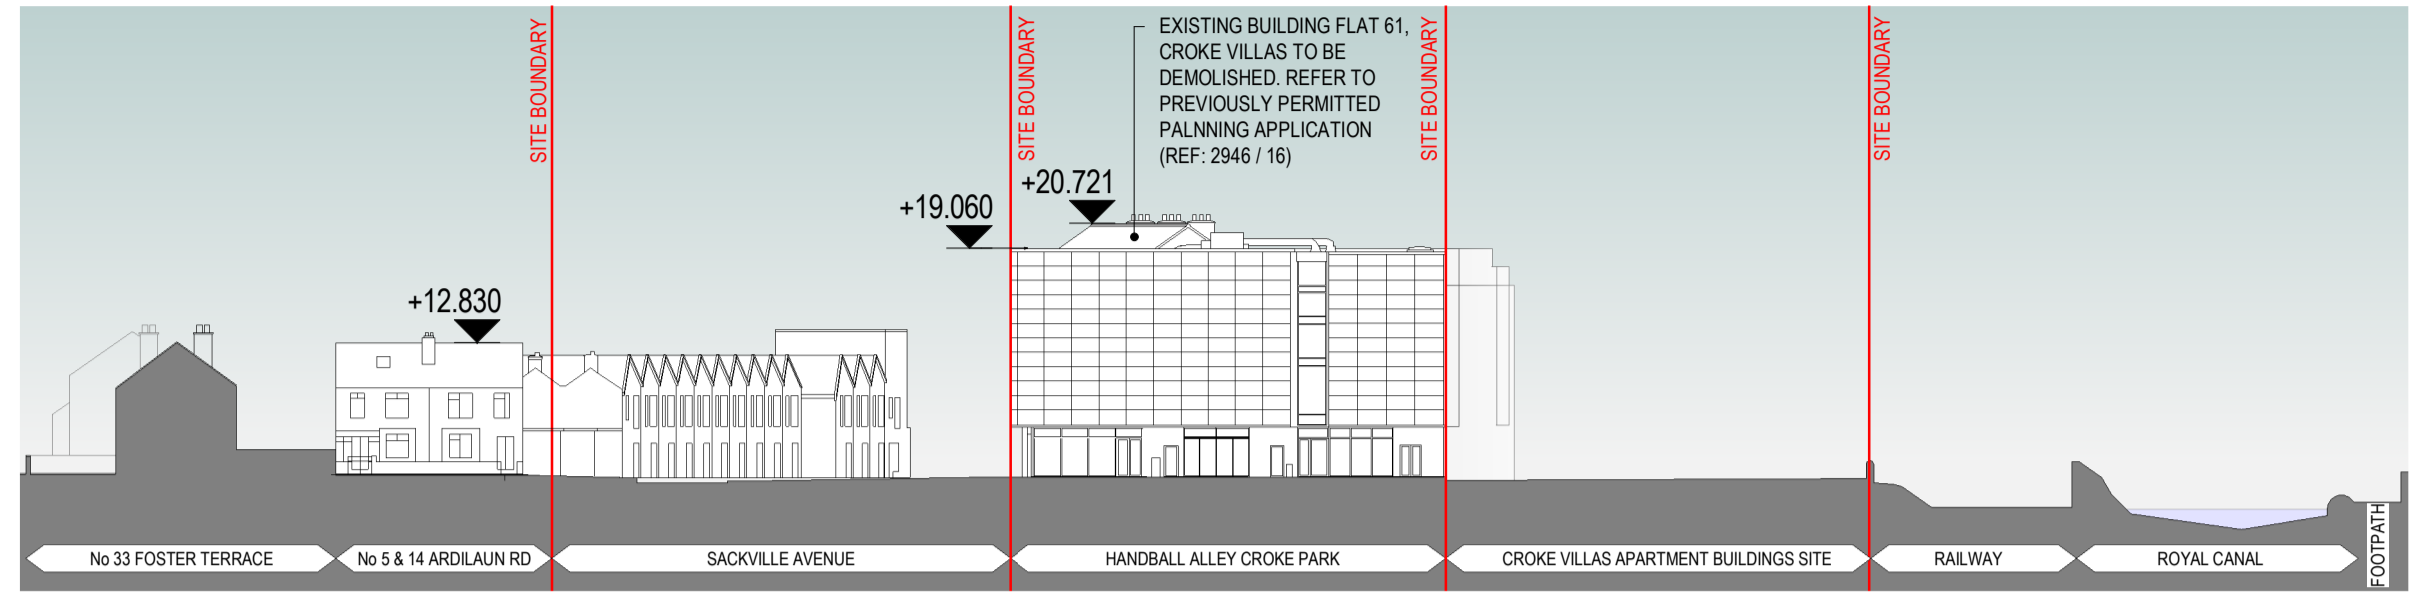 SITE BOUNDARY
SITE BOUNDARY
EXISTING BUILDING FLAT 61,
CROKE VILLAS TO BE
DEMOLISHED. REFER TO
PREVIOUSLY PERMITTED
PALNNING APPLICATION
(REF: 2946 / 16)
SITE BOUNDARY
SITE BOUNDARY
+20.721
+19.060
+12.830
No 33 FOSTER TERRACE
No 5 & 14 ARDILAUN RD
SACKVILLE AVENUE
HANDBALL ALLEY CROKE PARK
CROKE VILLAS APARTMENT BUILDINGS SITE
RAILWAY
ROYAL CANAL
FOOTPATH